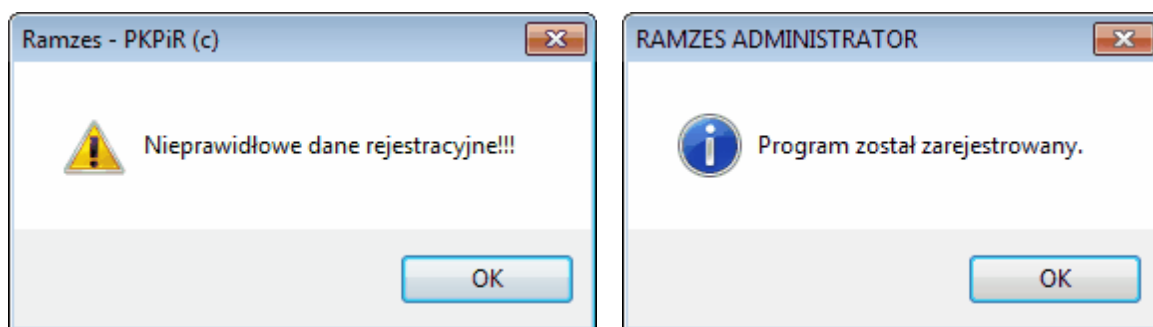 Ramzes - PKPiR (c)
Nieprawidłowe dane rejestracyjne!!!
OK
RAMZES ADMINISTRATOR
Program został zarejestrowany.
OK